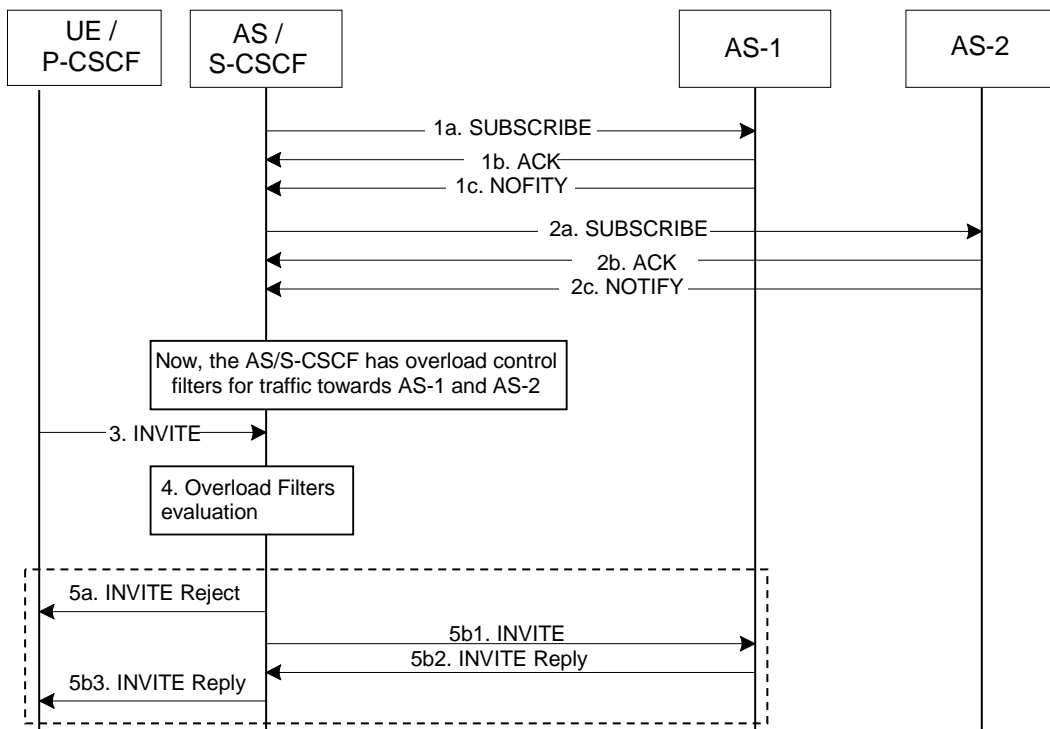 UE /
P-CSCF
AS /
S-CSCF
AS-1
AS-2
1a. SUBSCRIBE
1b. ACK
1c. NOFITY
2a. SUBSCRIBE
2b. ACK
2c. NOTIFY
Now, the AS/S-CSCF has overload control
filters for traffic towards AS-1 and AS-2
3. INVITE
4. Overload Filters
evaluation
5a. INVITE Reject
5b1. INVITE
5b2. INVITE Reply
5b3. INVITE Reply